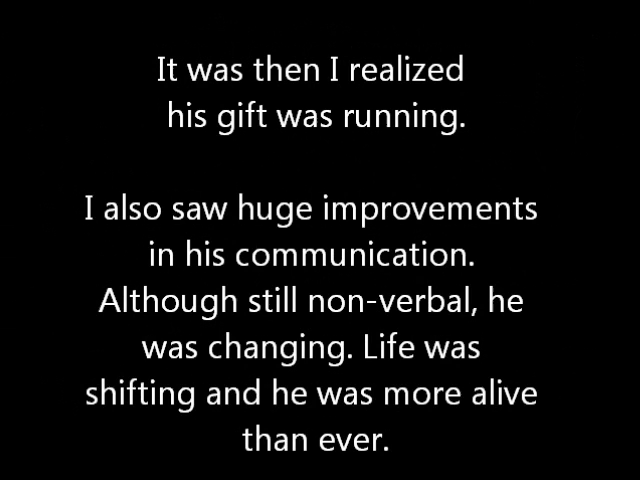 It was then I realized
his gift was running.
I also saw huge improvements
in his communication.
Although still non-verbal, he
was changing. Life was
shifting and he was more alive
than ever.